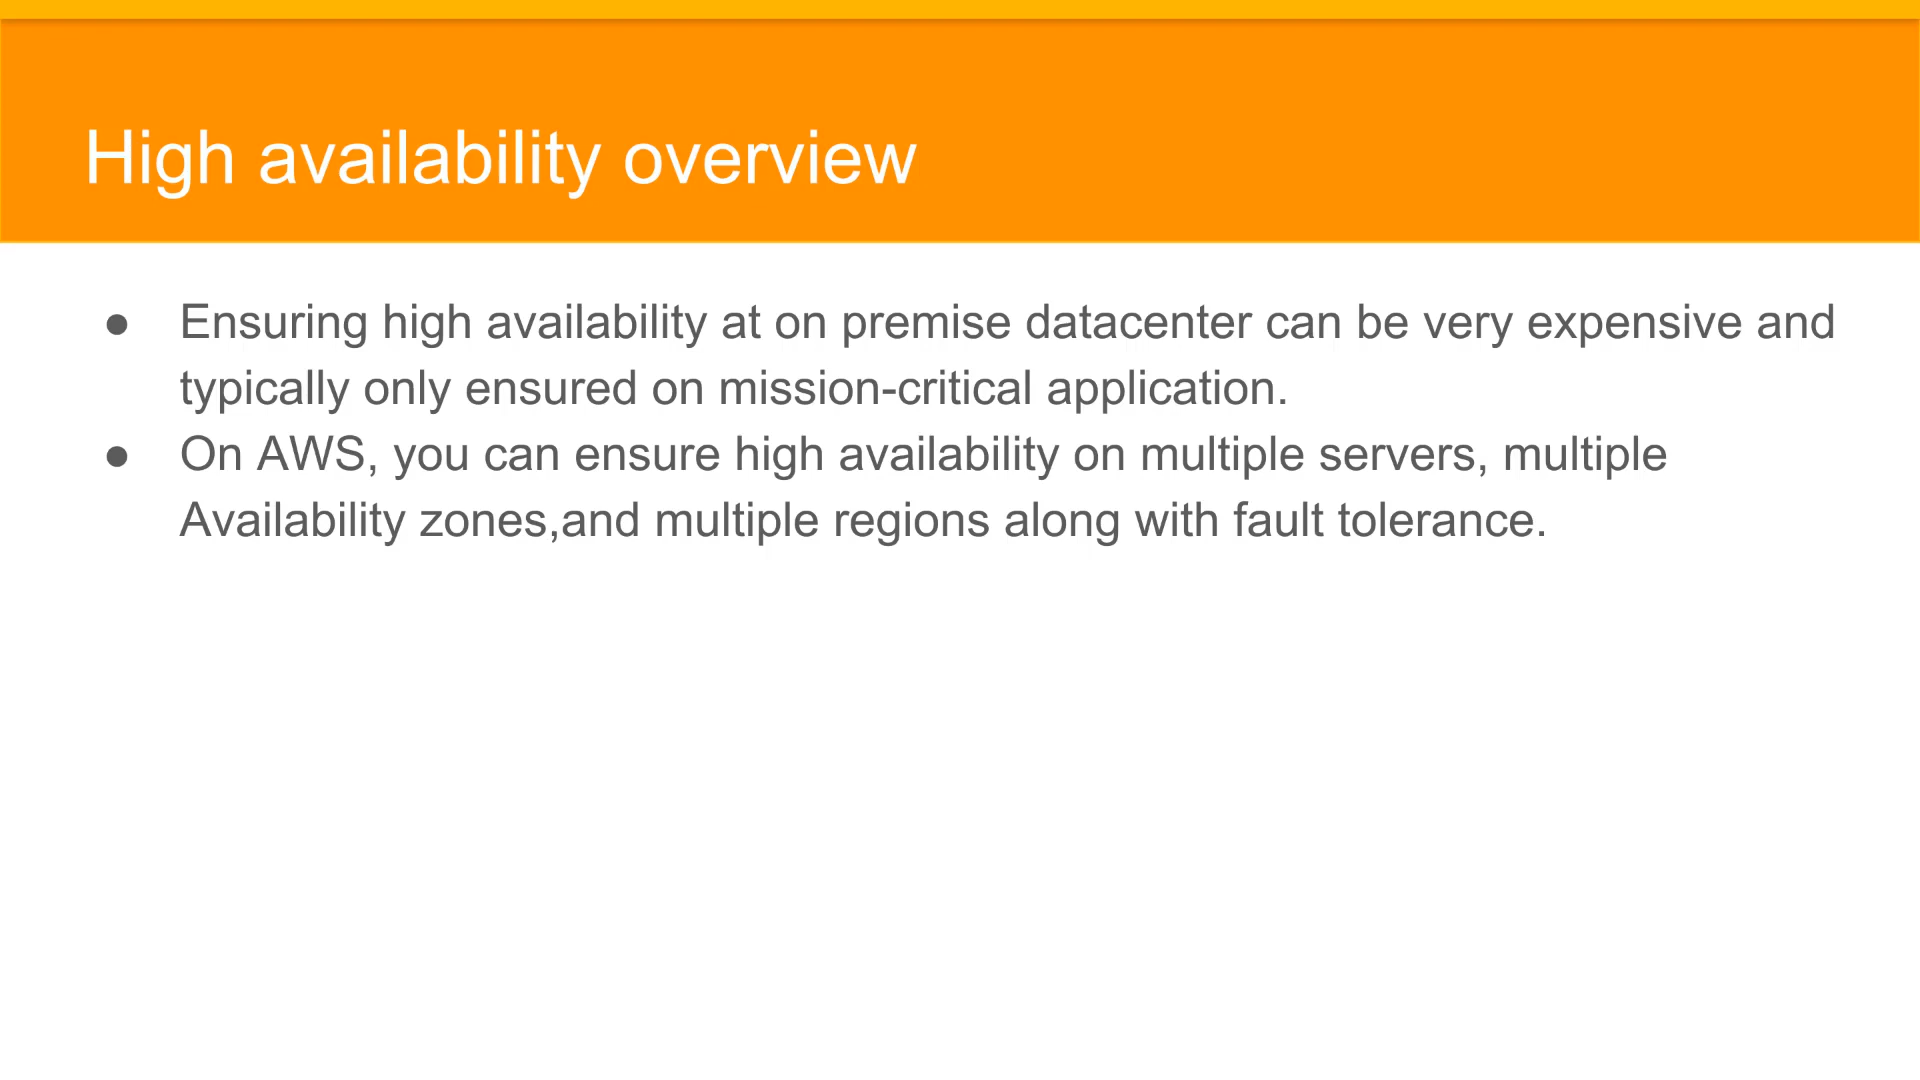 High availability overview
● Ensuring high availability at on premise datacenter can be very expensive and
typically only ensured on mission-critical application.
● On AWS, you can ensure high availability on multiple servers, multiple
Availability zones,and multiple regions along with fault tolerance.